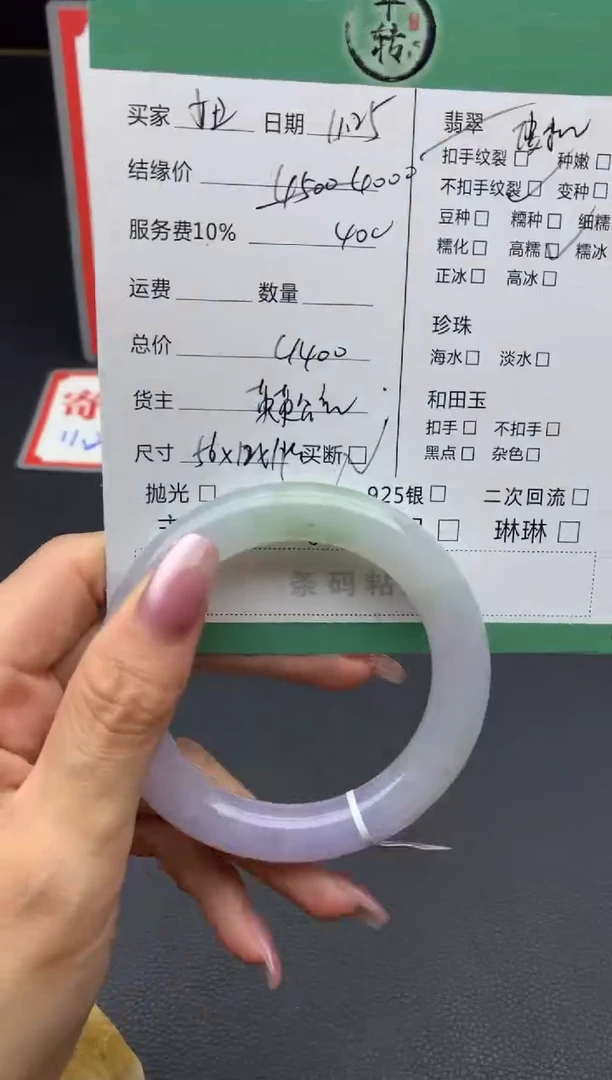 转
买家 日期 11.25
结缘价 4500 4000
服务费10% 400
运费 数量
总价 4400
货主
尺寸 56x12x 买断□
抛光□ 925银□ 二次回流□
琳琳□
条码粘
翡翠
扣手纹裂□ 种嫩□
不扣手纹裂□ 变种□
豆种□ 糯种□ 细糯
糯化□ 高糯□ 糯冰
正冰□ 高冰□
珍珠
海水□ 淡水□
和田玉
扣手□ 不扣手□
黑点□ 杂色□
寄